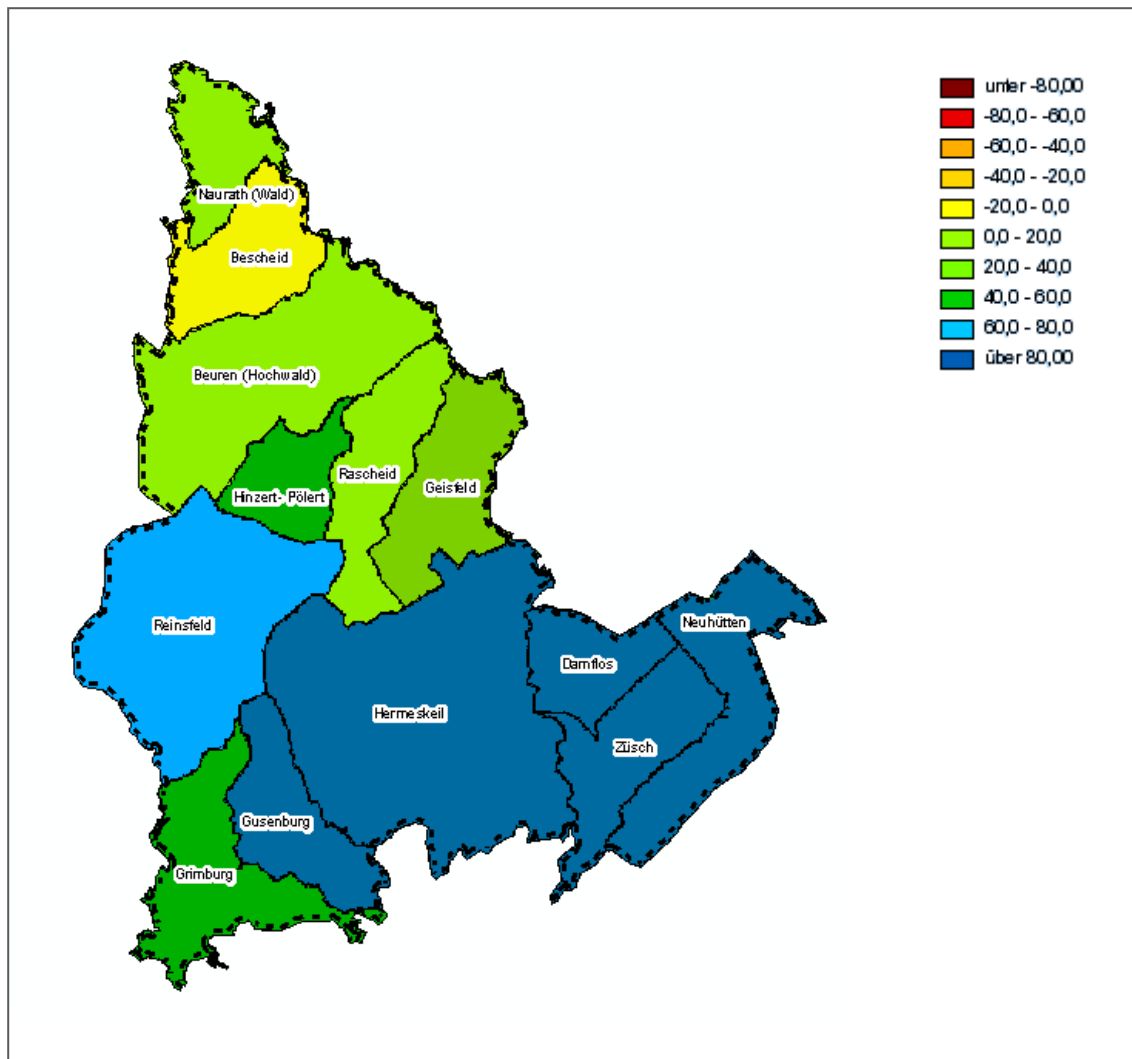 unter -80,00
-80,0 - -60,0
-60,0 - -40,0
-40,0 - -20,0
-20,0 - 0,0
0,0 - 20,0
20,0 - 40,0
40,0 - 60,0
60,0 - 80,0
über 80,00
Naurath (Wald)
Bescheid
Beuren (Hochwald)
Rascheid
Geisfeld
Hinzert- Pölert
Reinsfeld
Neuhütten
Damflos
Hermeskeil
Züsch
Gusenburg
Grimburg